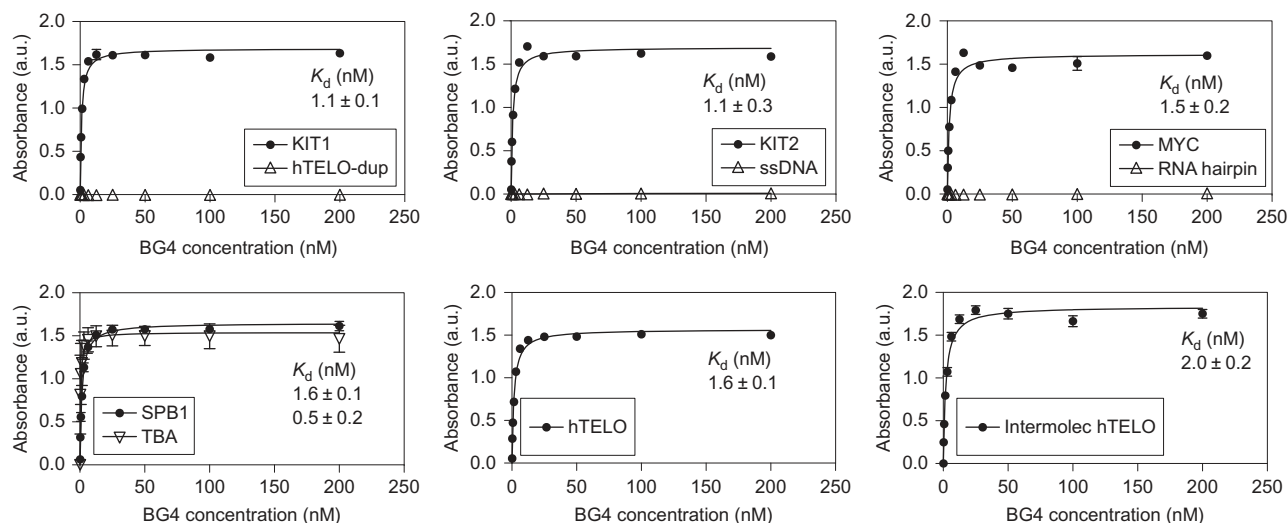 2.0
1.5
1.0
0.5
0.0
Absorbance (a.u.)
Kd (nM)
1.1 ± 0.1
KIT1
hTELO-dup
0 50 100 150 200 250
BG4 concentration (nM)
2.0
1.5
1.0
0.5
0.0
Absorbance (a.u.)
Kd (nM)
1.1 ± 0.3
KIT2
ssDNA
0 50 100 150 200 250
BG4 concentration (nM)
2.0
1.5
1.0
0.5
0.0
Absorbance (a.u.)
Kd (nM)
1.5 ± 0.2
MYC
RNA hairpin
0 50 100 150 200 250
BG4 concentration (nM)
2.0
1.5
1.0
0.5
0.0
Absorbance (a.u.)
Kd (nM)
1.6 ± 0.1
0.5 ± 0.2
SPB1
TBA
0 50 100 150 200 250
BG4 concentration (nM)
2.0
1.5
1.0
0.5
0.0
Absorbance (a.u.)
Kd (nM)
1.6 ± 0.1
hTELO
0 50 100 150 200 250
BG4 concentration (nM)
2.0
1.5
1.0
0.5
0.0
Absorbance (a.u.)
Kd (nM)
2.0 ± 0.2
Intermolec hTELO
0 50 100 150 200 250
BG4 concentration (nM)